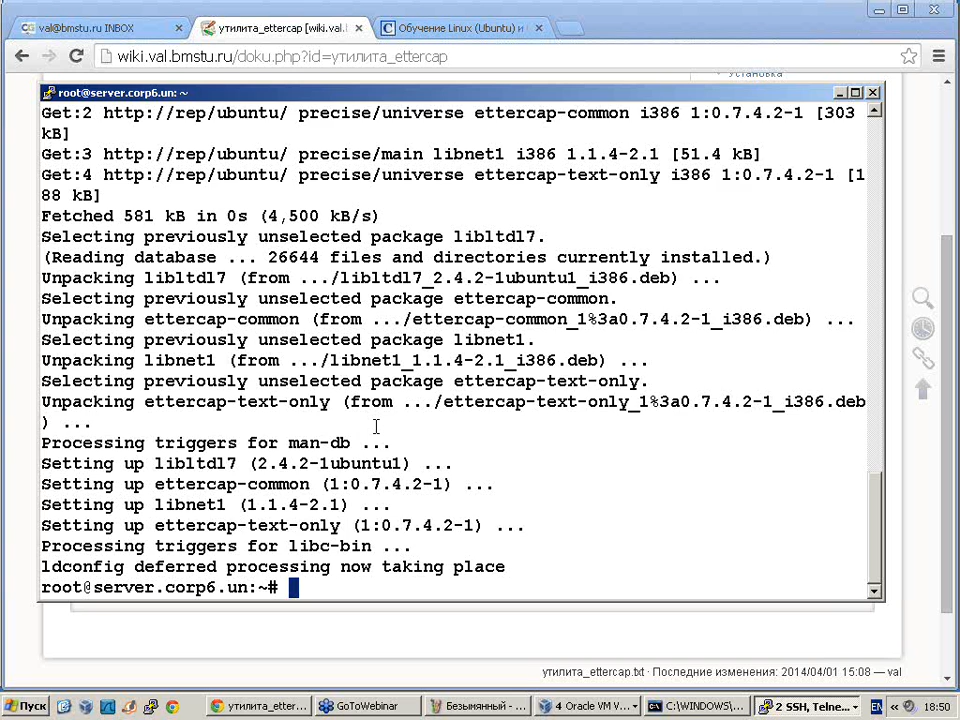 val@bmstu.ru INBOX
утилита_ettercap [wiki.val.l
Обучение Linux (Ubuntu) и
wiki.val.bmstu.ru/doku.php?id=утилита_ettercap
Установка
root@server.corp6.un: ~
Get:2 http://rep/ubuntu/ precise/universe ettercap-common i386 1:0.7.4.2-1 [303
kB]
Get:3 http://rep/ubuntu/ precise/main libnet1 i386 1.1.4-2.1 [51.4 kB]
Get:4 http://rep/ubuntu/ precise/universe ettercap-text-only i386 1:0.7.4.2-1 [1
88 kB]
Fetched 581 kB in 0s (4,500 kB/s)
Selecting previously unselected package libltdl7.
(Reading database ... 26644 files and directories currently installed.)
Unpacking libltdl7 (from .../libltdl7_2.4.2-1ubuntu1_i386.deb) ...
Selecting previously unselected package ettercap-common.
Unpacking ettercap-common (from .../ettercap-common_1%3a0.7.4.2-1_i386.deb) ...
Selecting previously unselected package libnet1.
Unpacking libnet1 (from .../libnet1_1.1.4-2.1_i386.deb) ...
Selecting previously unselected package ettercap-text-only.
Unpacking ettercap-text-only (from .../ettercap-text-only_1%3a0.7.4.2-1_i386.deb
) ...
Processing triggers for man-db ...
Setting up libltdl7 (2.4.2-1ubuntu1) ...
Setting up ettercap-common (1:0.7.4.2-1) ...
Setting up libnet1 (1.1.4-2.1) ...
Setting up ettercap-text-only (1:0.7.4.2-1) ...
Processing triggers for libc-bin ...
ldconfig deferred processing now taking place
root@server.corp6.un:~#
утилита_ettercap.txt · Последние изменения: 2014/04/01 15:08 — val
Пуск
утилита_etter...
GoToWebinar
Безымянный - ...
4 Oracle VM V...
C:\WINDOWS\...
2 SSH, Telne...
EN
18:50